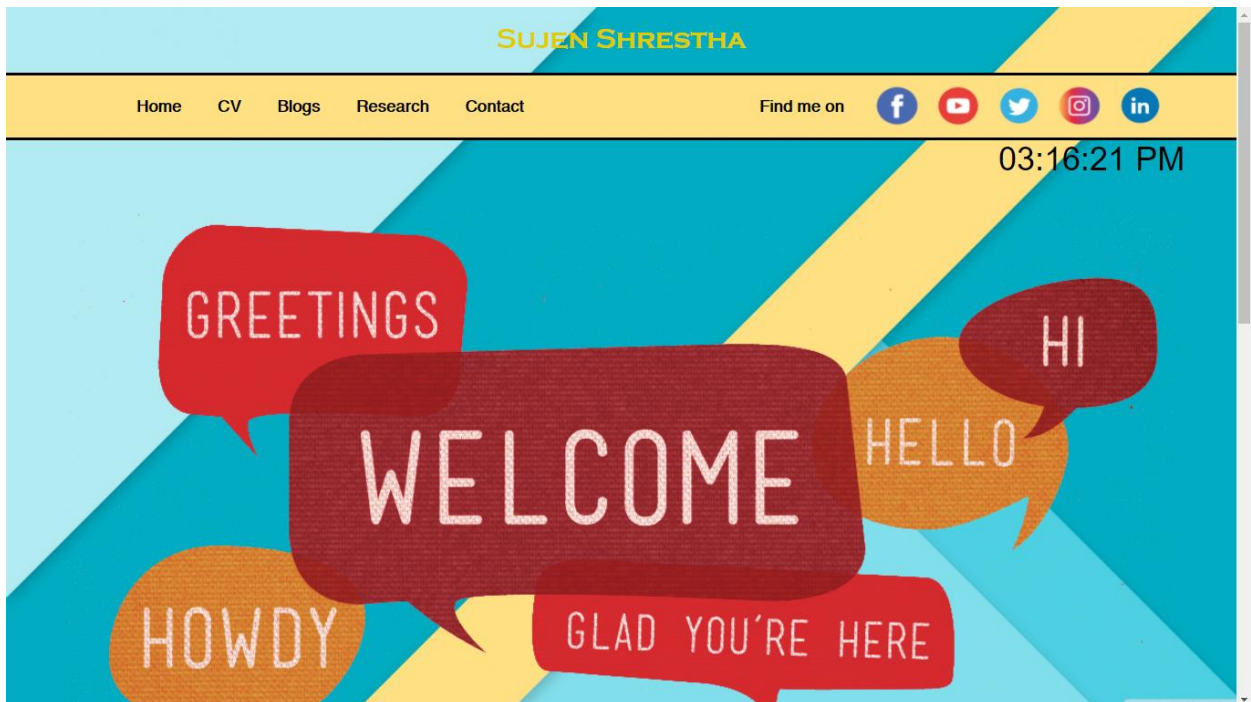 SUJEN SHRESTHA
Home CV Blogs Research Contact Find me on f in
03:16:21 PM
GREETINGS
HI
WELCOME
HELLO
HOWDY
GLAD YOU'RE HERE